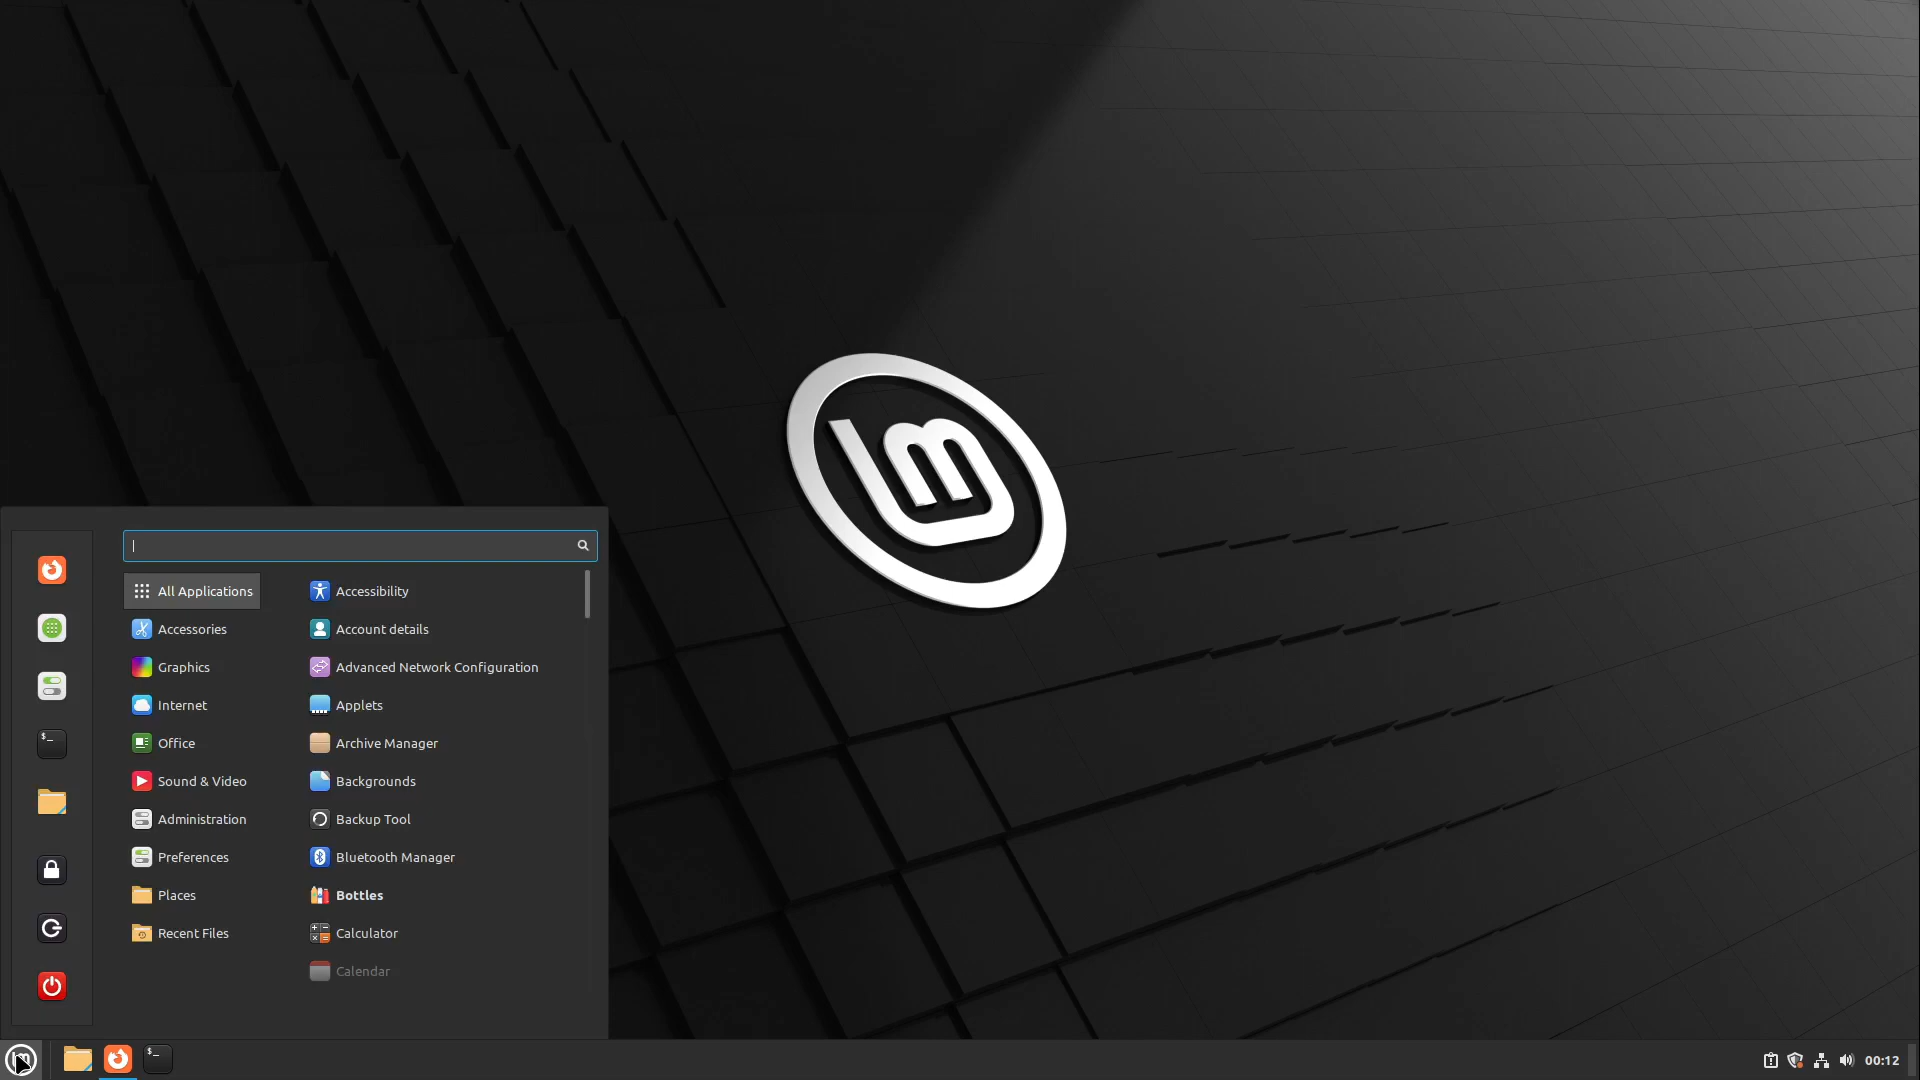 All Applications
Accessories
Graphics
Internet
Office
Sound & Video
Administration
Preferences
Places
Recent Files
Accessibility
Account details
Advanced Network Configuration
Applets
Archive Manager
Backgrounds
Backup Tool
Bluetooth Manager
Bottles
Calculator
Calendar
00:12